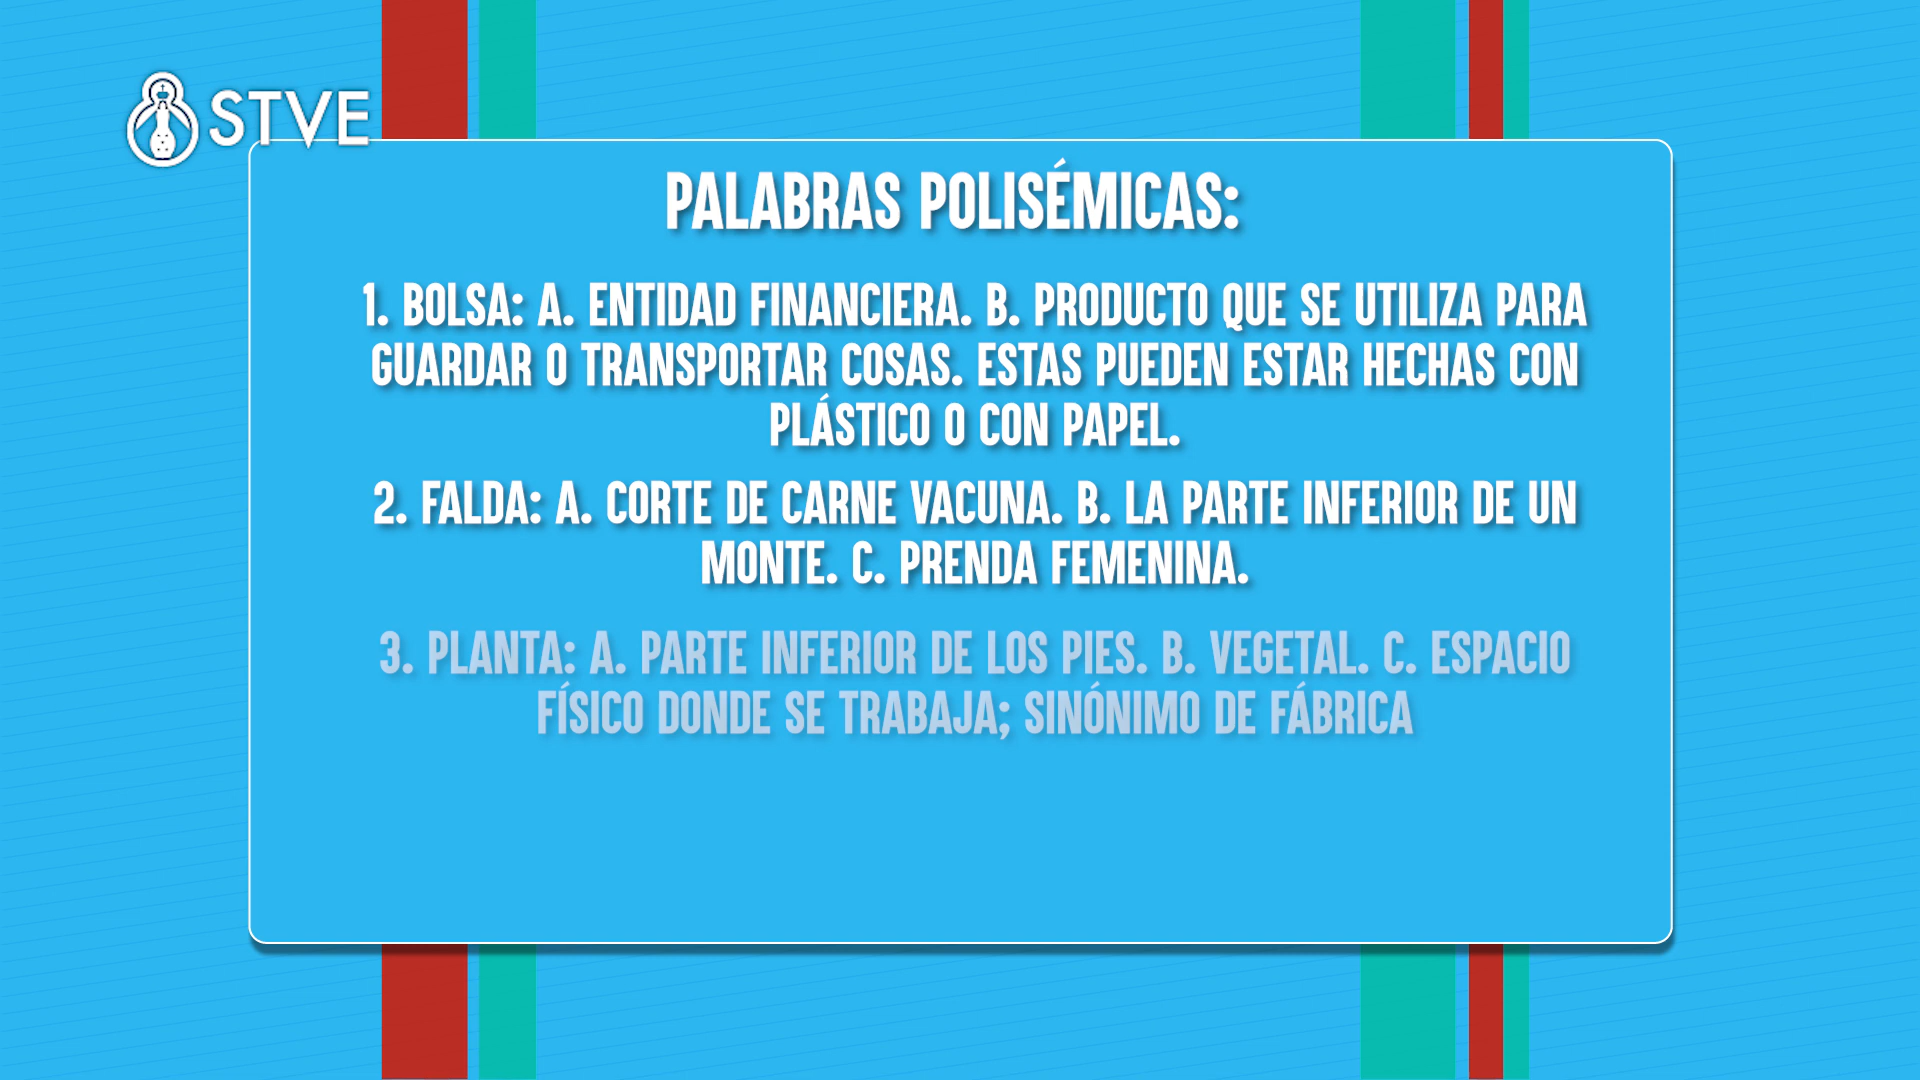 STVE
PALABRAS POLISÉMICAS:
1. BOLSA: A. ENTIDAD FINANCIERA. B. PRODUCTO QUE SE UTILIZA PARA
GUARDAR O TRANSPORTAR COSAS. ESTAS PUEDEN ESTAR HECHAS CON
PLÁSTICO O CON PAPEL.
2. FALDA: A. CORTE DE CARNE VACUNA. B. LA PARTE INFERIOR DE UN
MONTE. C. PRENDA FEMENINA.
3. PLANTA: A. PARTE INFERIOR DE LOS PIES. B. VEGETAL. C. ESPACIO
FÍSICO DONDE SE TRABAJA; SINÓNIMO DE FÁBRICA